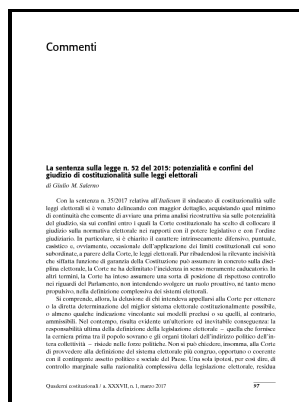 Commenti
La sentenza sulla legge n. 52 del 2015: potenzialità e confini del
giudizio di costituzionalità sulle leggi elettorali
di Giulio M. Salerno
Con la sentenza n. 35/2017 relativa all'Italicum il sindacato di costituzionalità sulle
leggi elettorali si è venuto delineando con maggior dettaglio, acquistando quel minimo
di continuità che consente di avviare una prima analisi ricostruttiva sia sulle potenzialità
del giudizio, sia sui confini entro i quali la Corte costituzionale ha scelto di collocare il
giudizio sulla normativa elettorale nei rapporti con il potere legislativo e con l'ordine
giudiziario. In particolare, si è chiarito il carattere intrinsecamente difensivo, puntuale,
casistico e, ovviamente, occasionale dell'applicazione dei limiti costituzionali cui sono
subordinate, a parere della Corte, le leggi elettorali. Pur ribadendosi la rilevante incisività
che siffatta funzione di garanzia della Costituzione può assumere in concreto sulla disci-
plina elettorale, la Corte ne ha delimitato l'incidenza in senso meramente caducatorio. In
altri termini, la Corte ha inteso assumere una sorta di posizione di rispettoso controllo
nei riguardi del Parlamento, non intendendo svolgere un ruolo proattivo, né tanto meno
propulsivo, nella definizione complessiva dei sistemi elettorali.
Si comprende, allora, la delusione di chi intendeva appellarsi alla Corte per ottenere
o la diretta determinazione del miglior sistema elettorale costituzionalmente possibile,
o almeno qualche indicazione vincolante sui modelli preclusi o su quelli, al contrario,
ammissibili. Nel contempo, risulta evidente un'ulteriore ed inevitabile conseguenza: la
responsabilità ultima della definizione della legislazione elettorale – quella che fornisce
la cerniera prima tra il popolo sovrano e gli organi titolari dell'indirizzo politico dell'in-
tera collettività – risiede nelle forze politiche. Non si può chiedere, insomma, alla Corte
di provvedere alla definizione del sistema elettorale più congruo, opportuno o coerente
con il contingente assetto politico e sociale del Paese. Una sola ipotesi, per così dire, di
controllo marginale sulla razionalità complessiva della legislazione elettorale, residua
Quaderni costituzionali / a. XXXVII, n. 1, marzo 2017
97